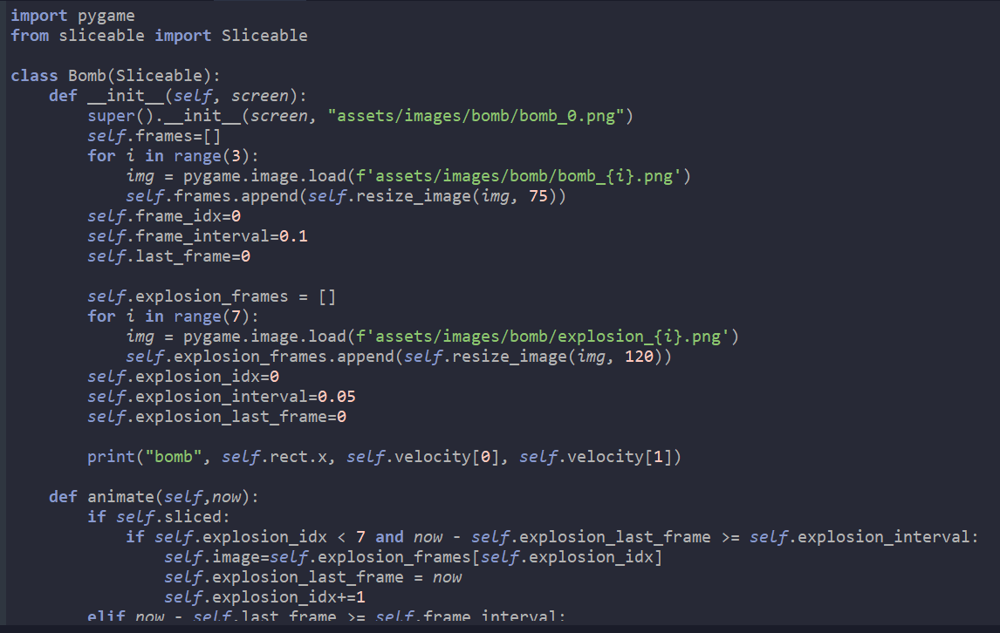 import pygame
from sliceable import Sliceable

class Bomb(Sliceable):
    def __init__(self, screen):
        super().__init__(screen, "assets/images/bomb/bomb_0.png")
        self.frames=[]
        for i in range(3):
            img = pygame.image.load(f'assets/images/bomb/bomb_{i}.png')
            self.frames.append(self.resize_image(img, 75))
        self.frame_idx=0
        self.frame_interval=0.1
        self.last_frame=0

        self.explosion_frames = []
        for i in range(7):
            img = pygame.image.load(f'assets/images/bomb/explosion_{i}.png')
            self.explosion_frames.append(self.resize_image(img, 120))
        self.explosion_idx=0
        self.explosion_interval=0.05
        self.explosion_last_frame=0

        print("bomb", self.rect.x, self.velocity[0], self.velocity[1])

    def animate(self,now):
        if self.sliced:
            if self.explosion_idx < 7 and now - self.explosion_last_frame >= self.explosion_interval:
                self.image=self.explosion_frames[self.explosion_idx]
                self.explosion_last_frame = now
                self.explosion_idx+=1
        elif now - self.last_frame >= self.frame_interval: